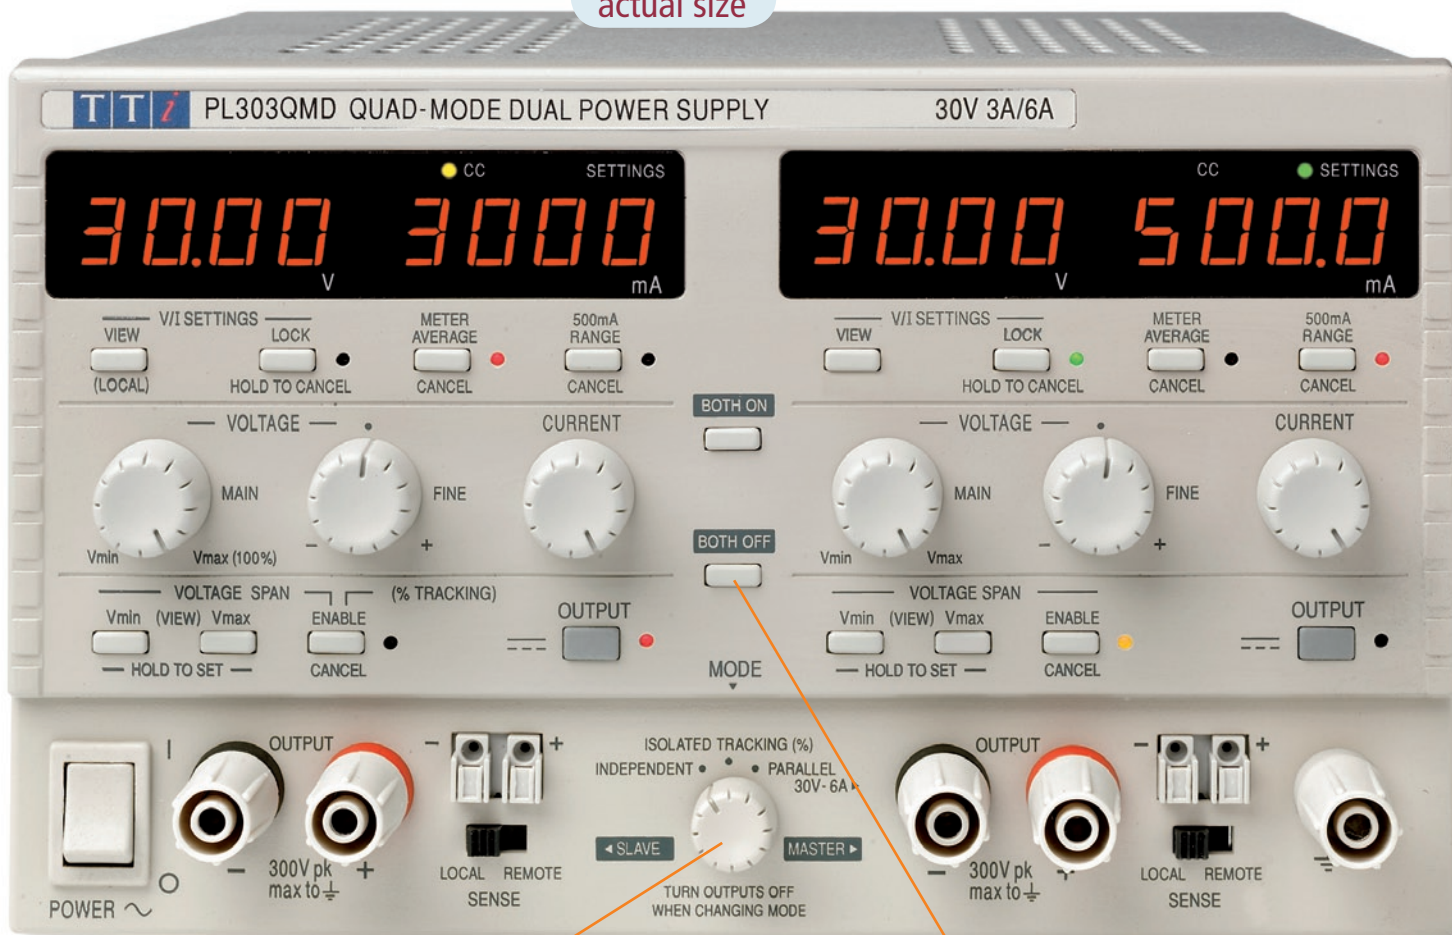 actual size
TTi PL303QMD QUAD-MODE DUAL POWER SUPPLY 30V 3A/6A
CC SETTINGS
30.00 V 3000 mA
CC SETTINGS
30.00 V 500.0 mA
V/I SETTINGS
VIEW
(LOCAL)
LOCK
HOLD TO CANCEL
METER
AVERAGE
CANCEL
500mA
RANGE
CANCEL
V/I SETTINGS
VIEW
LOCK
HOLD TO CANCEL
METER
AVERAGE
CANCEL
500mA
RANGE
CANCEL
BOTH ON
VOLTAGE
CURRENT
MAIN
FINE
Vmin
Vmax (100%)
- +
VOLTAGE
CURRENT
MAIN
FINE
Vmin
Vmax
- +
BOTH OFF
VOLTAGE SPAN
(% TRACKING)
Vmin (VIEW) Vmax
HOLD TO SET
ENABLE
CANCEL
OUTPUT
VOLTAGE SPAN
Vmin (VIEW) Vmax
HOLD TO SET
ENABLE
CANCEL
OUTPUT
MODE
I
O
POWER
OUTPUT
- +
300V pk
max to
- +
LOCAL REMOTE
SENSE
ISOLATED TRACKING (%)
INDEPENDENT
PARALLEL
30V- 6A
SLAVE
MASTER
TURN OUTPUTS OFF
WHEN CHANGING MODE
OUTPUT
- +
300V pk
max to
- +
LOCAL REMOTE
SENSE